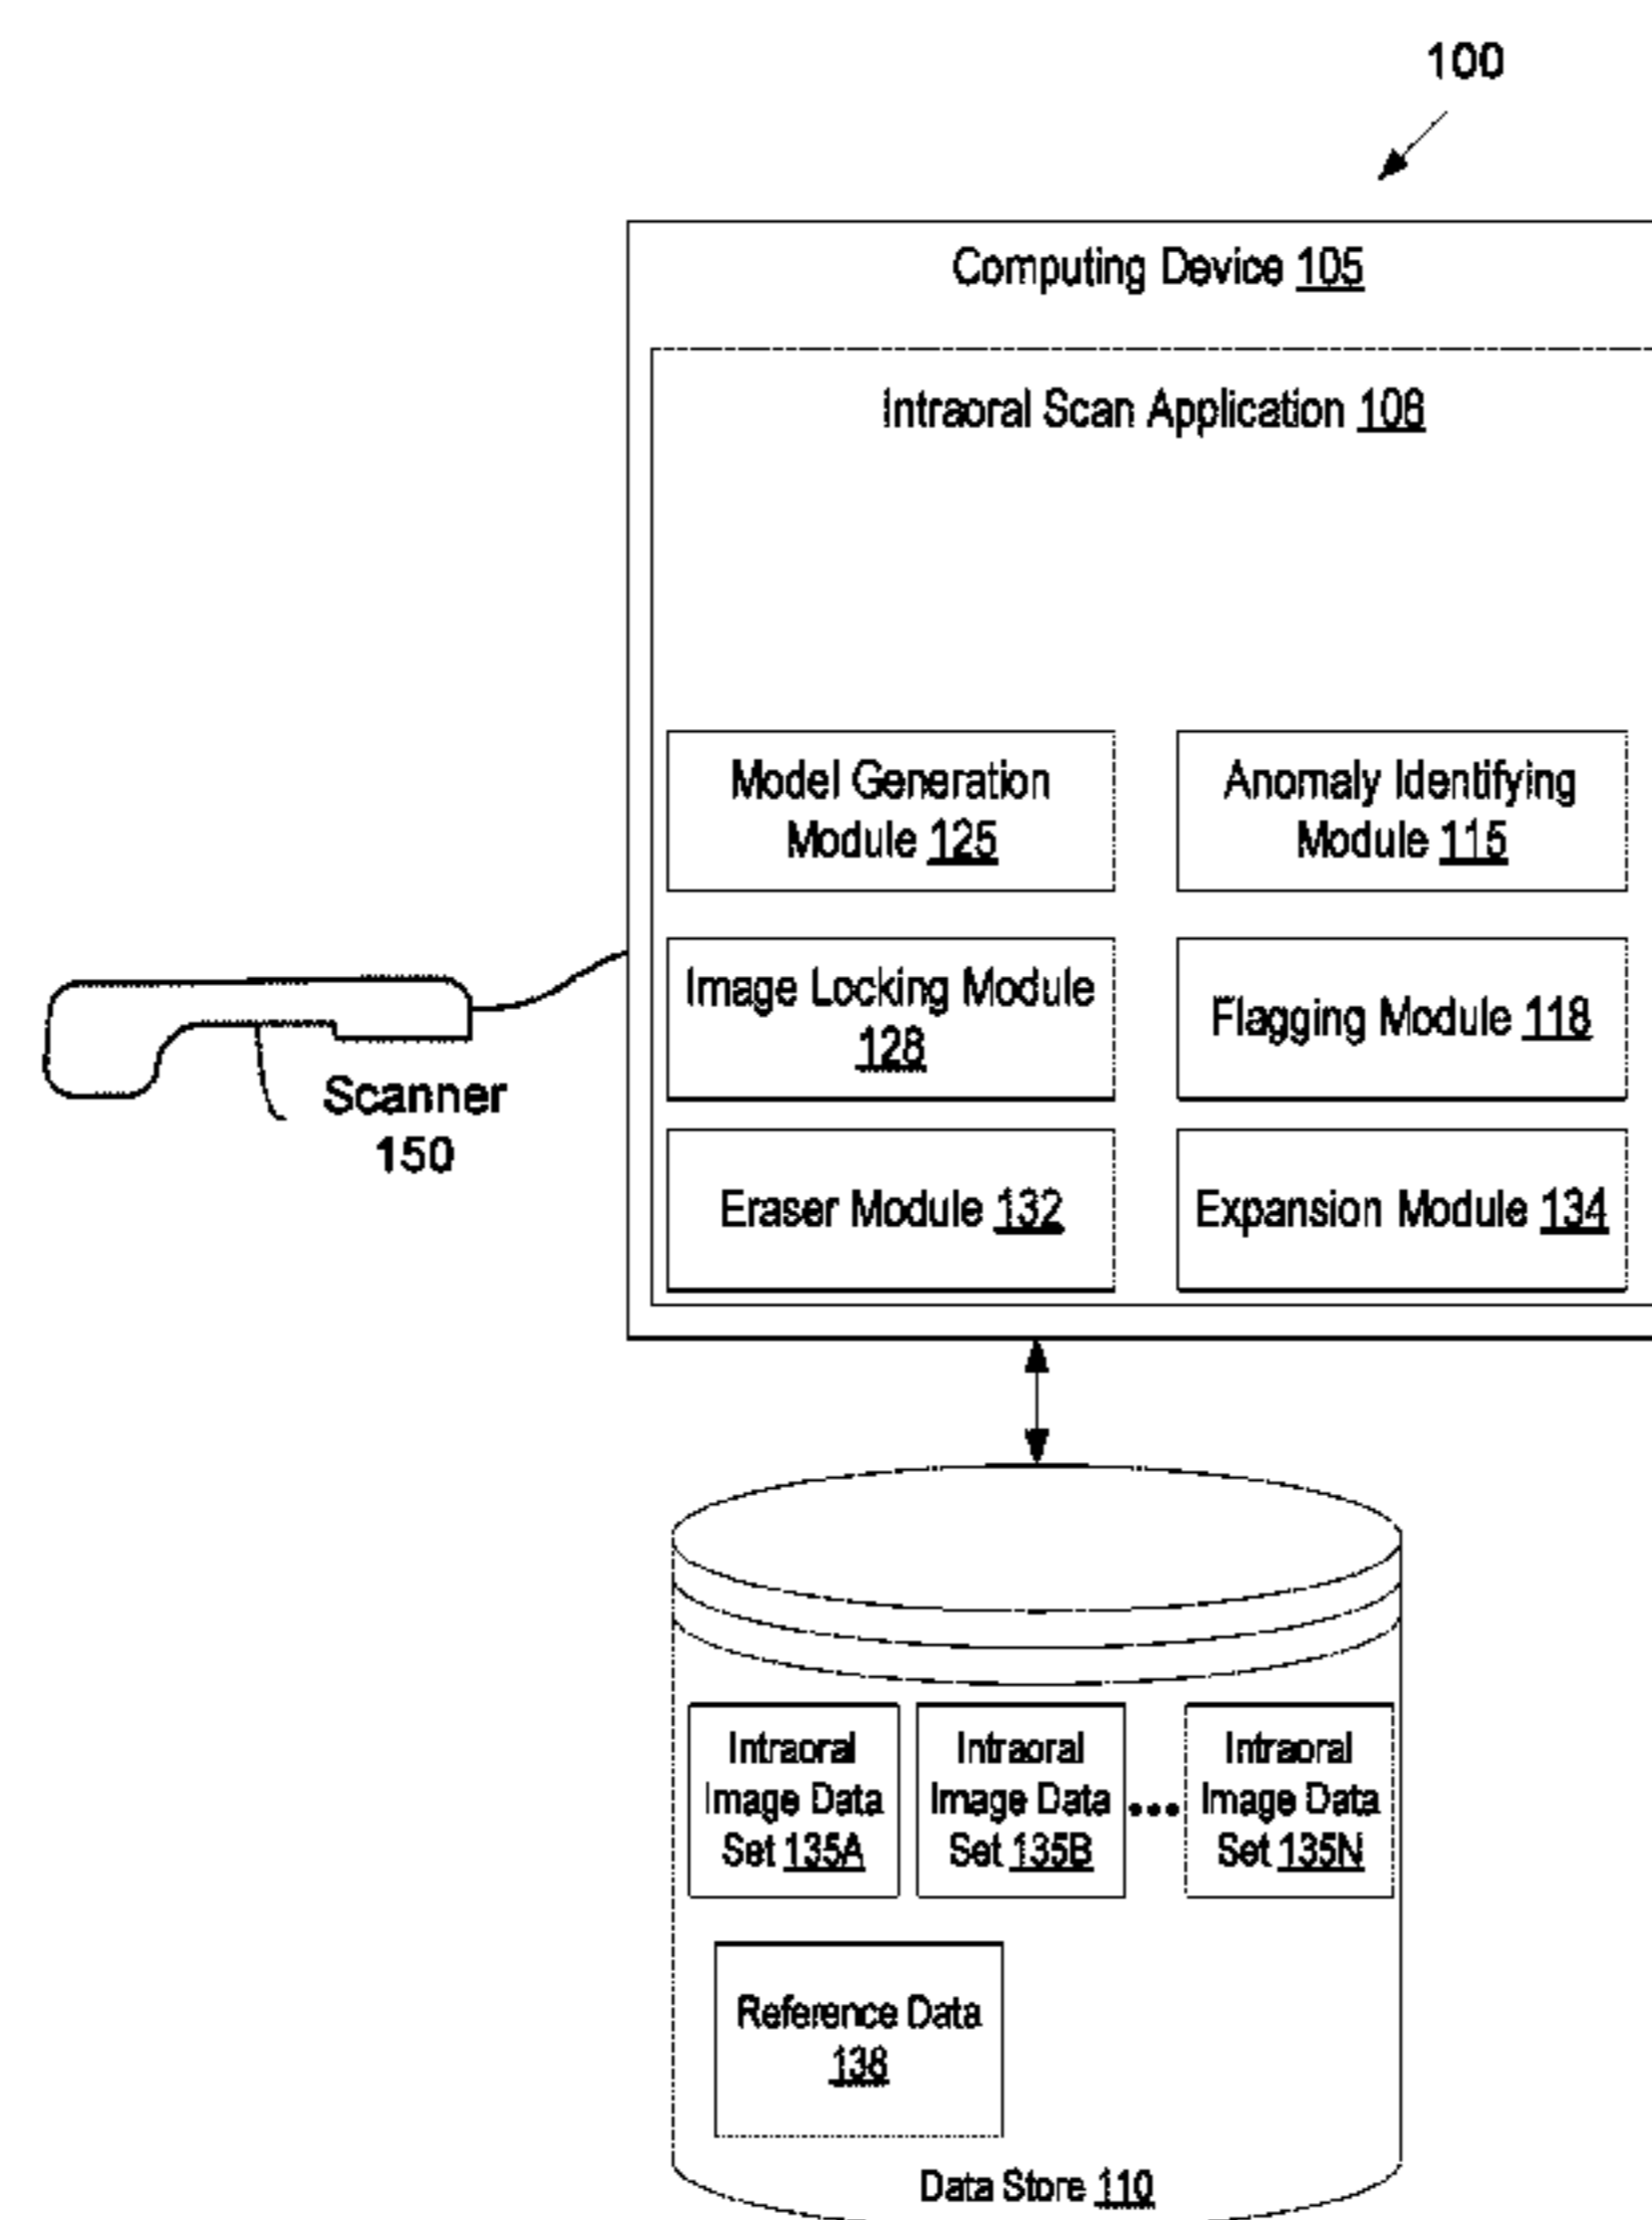 100
Computing Device 105
Intraoral Scan Application 108
Model Generation
Module 125
Anomaly Identifying
Module 115
Image Locking Module
128
Flagging Module 118
Scanner
150
Eraser Module 132
Expansion Module 134
Intraoral
Image Data
Set 135A
Intraoral
Image Data
Set 135B
•••
Intraoral
Image Data
Set 135N
Reference Data
138
Data Store 110